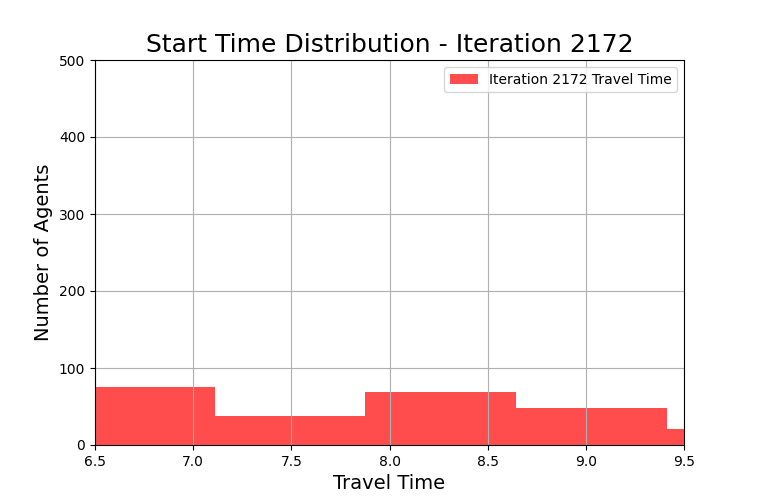 Start Time Distribution - Iteration 2172
Iteration 2172 Travel Time
Number of Agents
500
400
300
200
100
0
6.5 7.0 7.5 8.0 8.5 9.0 9.5
Travel Time